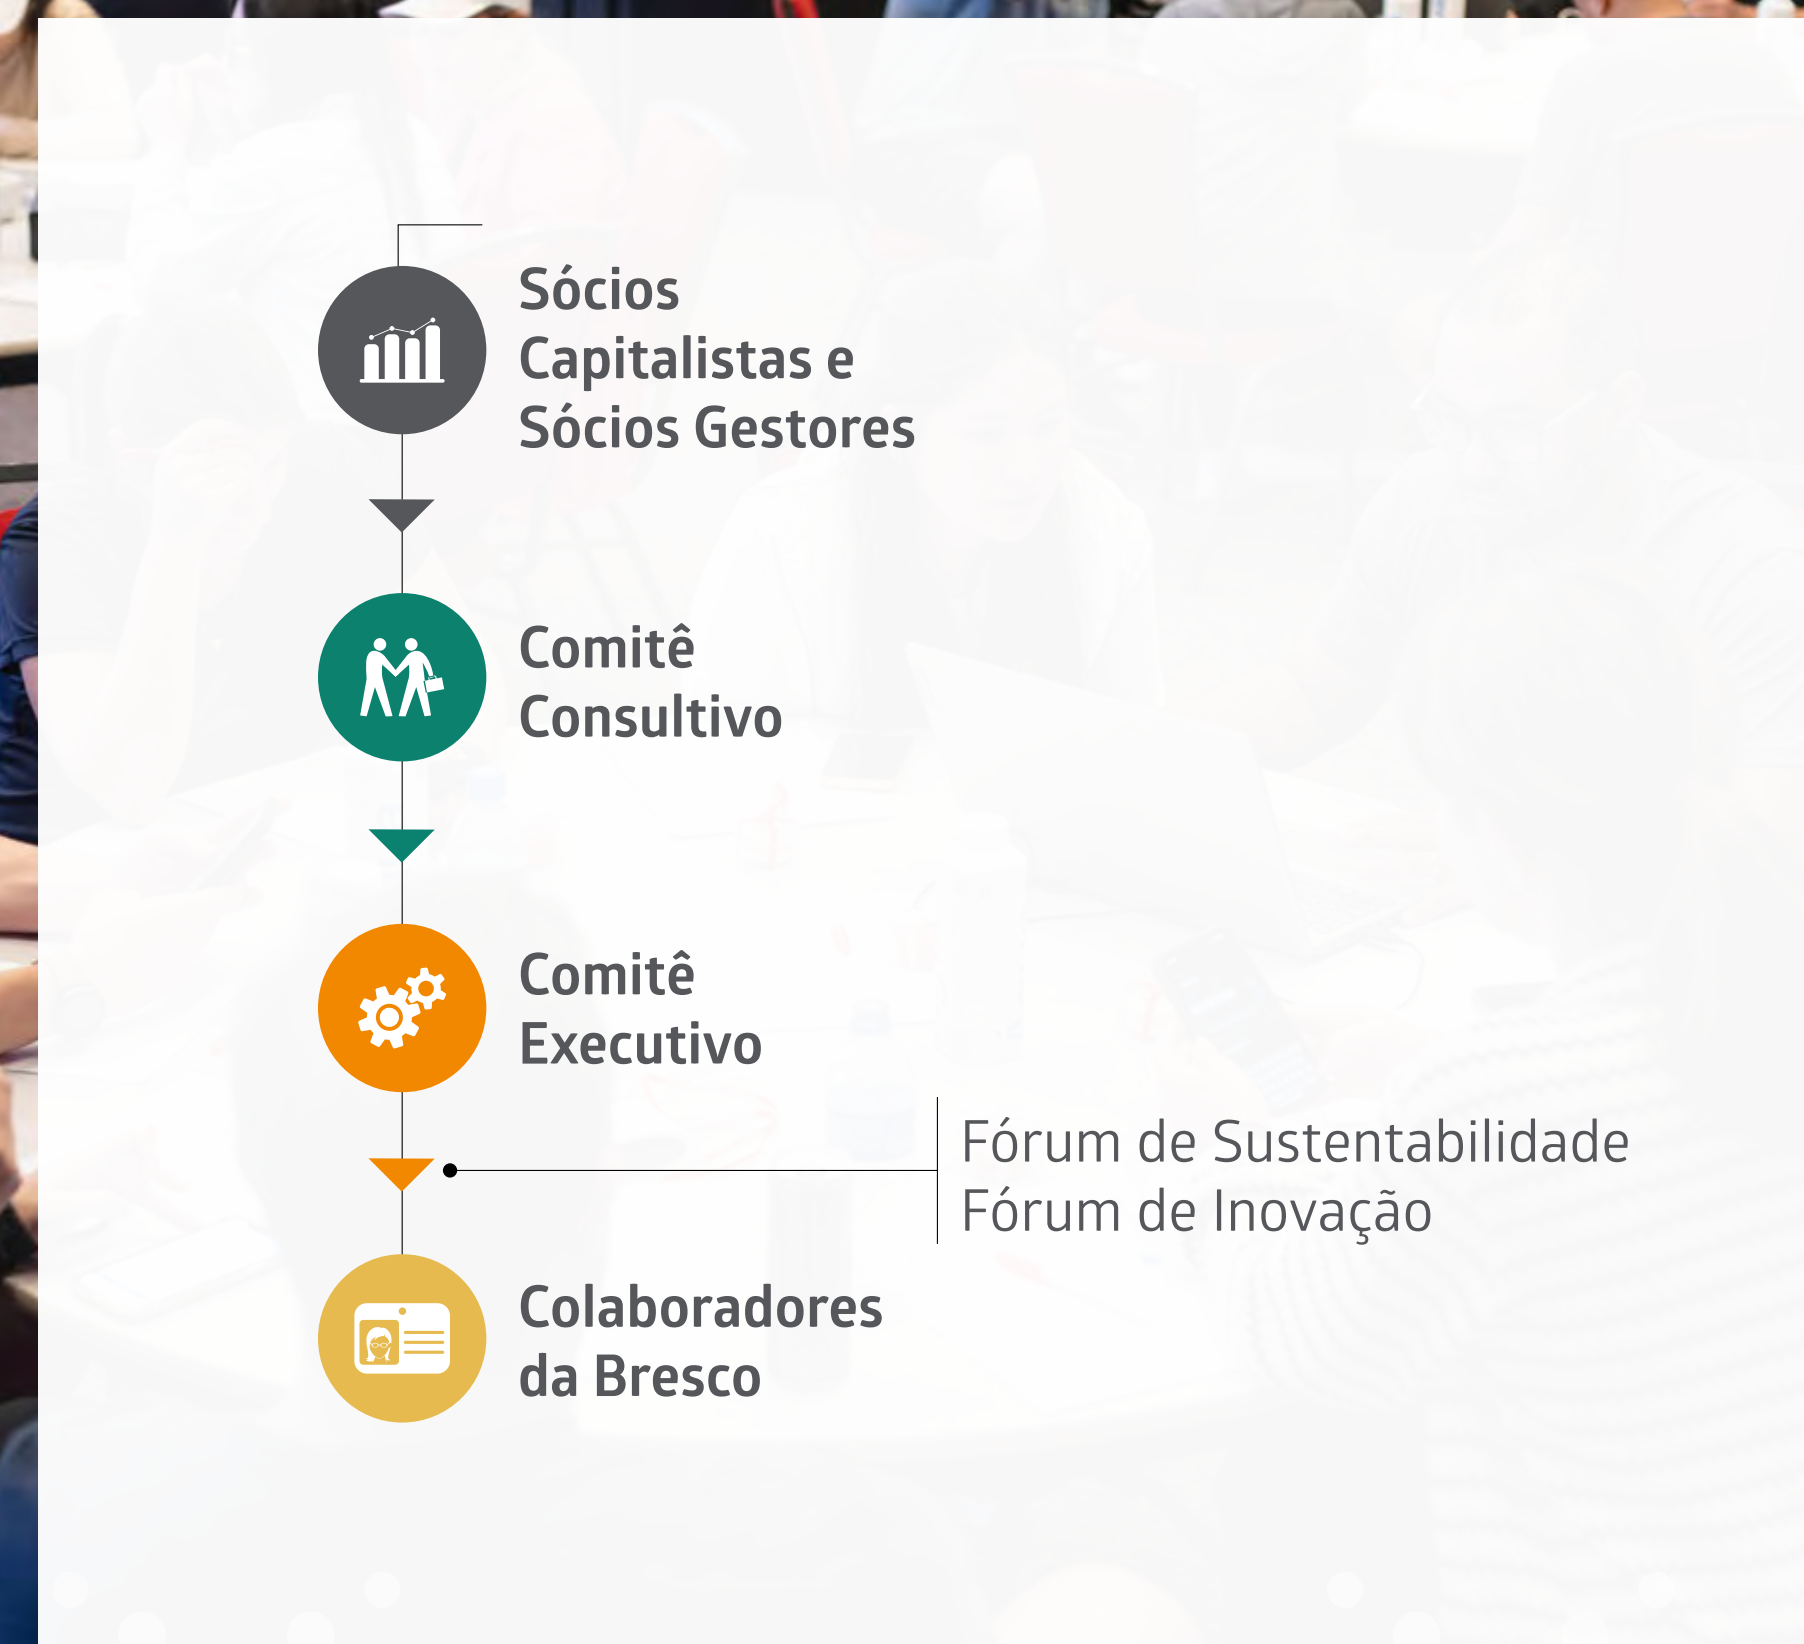 Sócios
Capitalistas e
Sócios Gestores
Comitê
Consultivo
Comitê
Executivo
Fórum de Sustentabilidade
Fórum de Inovação
Colaboradores
da Bresco